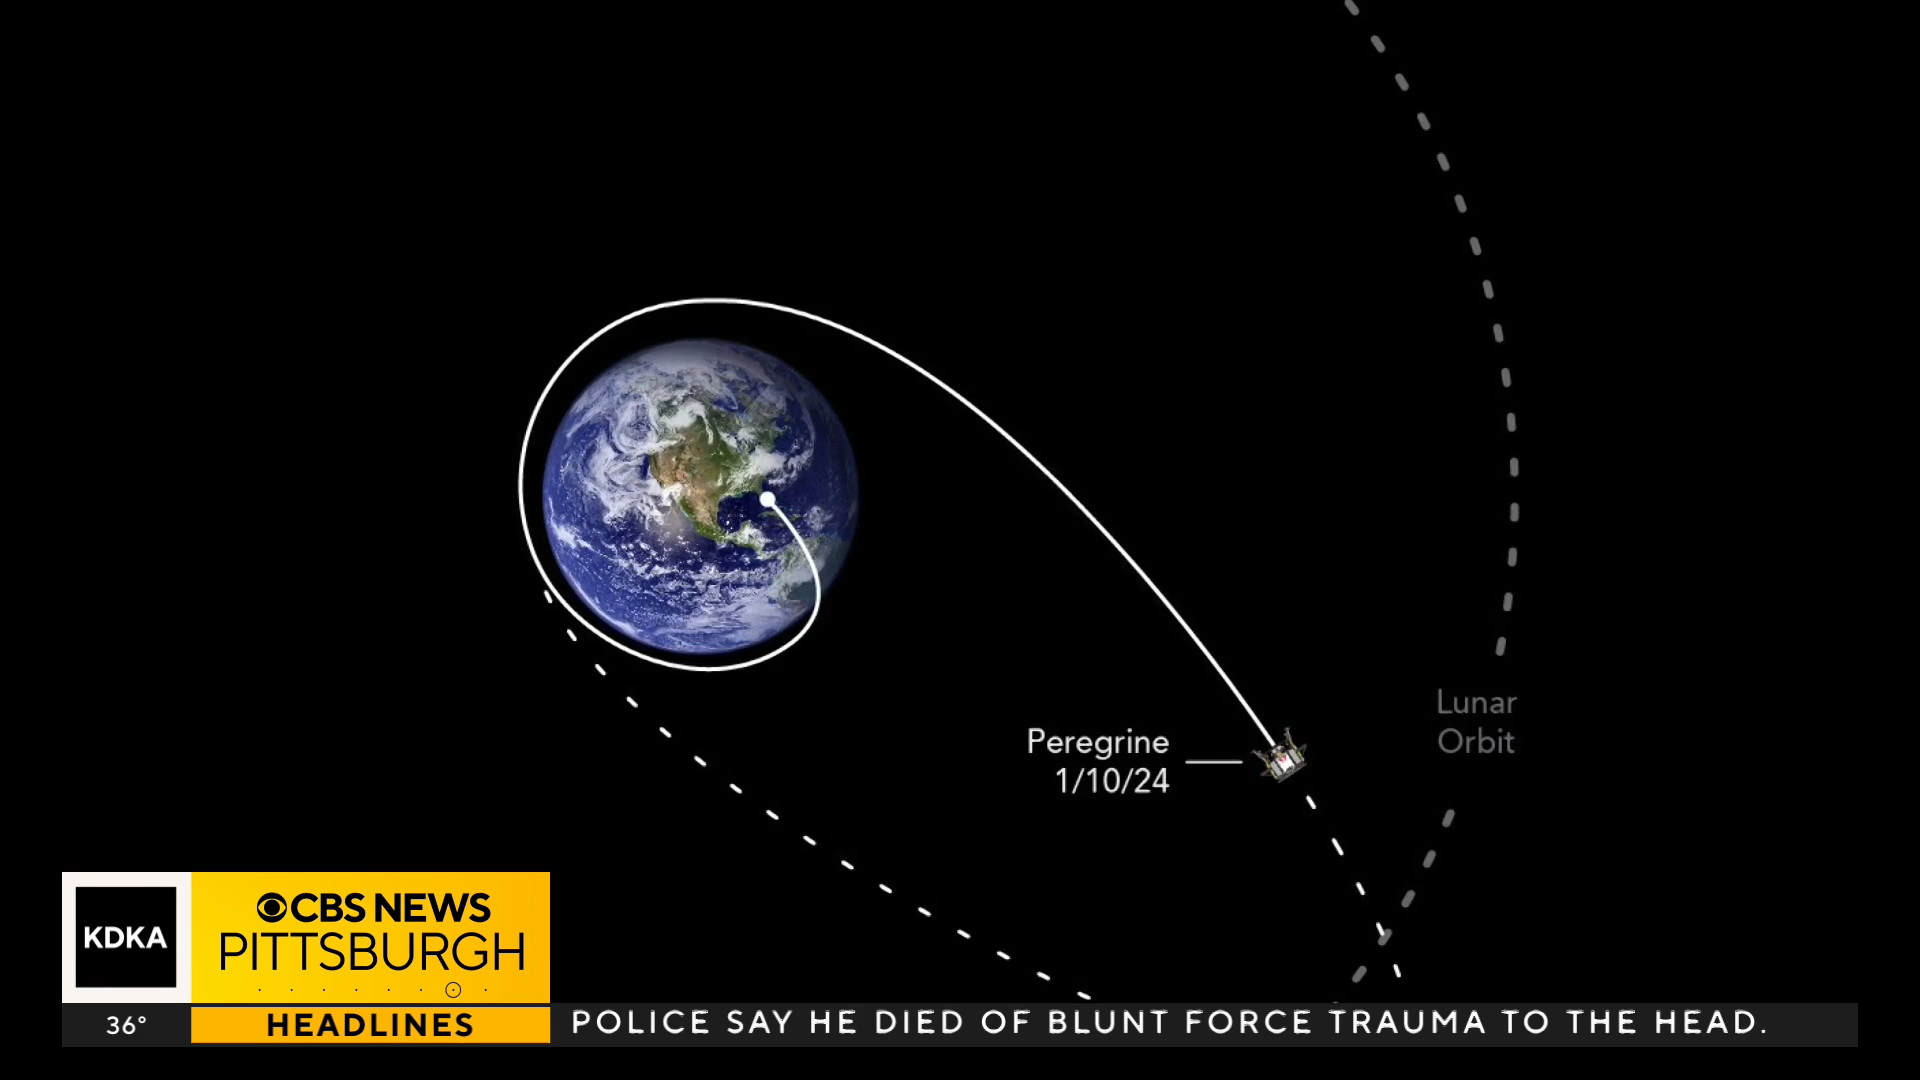 Peregrine
1/10/24
Lunar
Orbit
KDKA
CBS NEWS
PITTSBURGH
36°
HEADLINES
POLICE SAY HE DIED OF BLUNT FORCE TRAUMA TO THE HEAD.